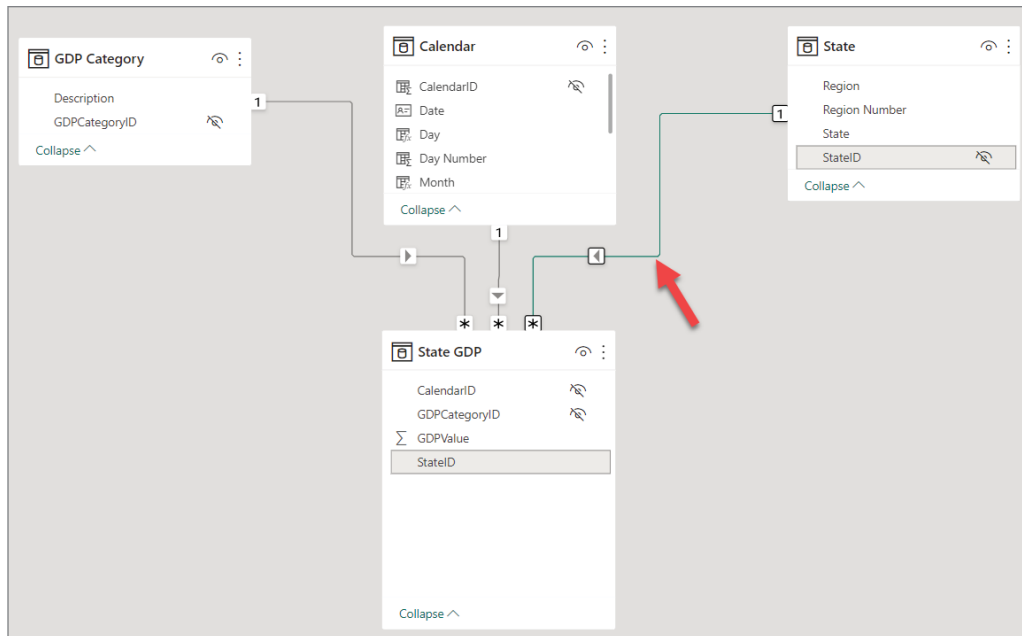 GDP Category
Description
GDPCategoryID
Collapse
1
Calendar
CalendarID
Date
Day
Day Number
Month
Collapse
1
State
Region
Region Number
State
StateID
Collapse
1
* * *
State GDP
CalendarID
GDPCategoryID
∑ GDPValue
StateID
Collapse